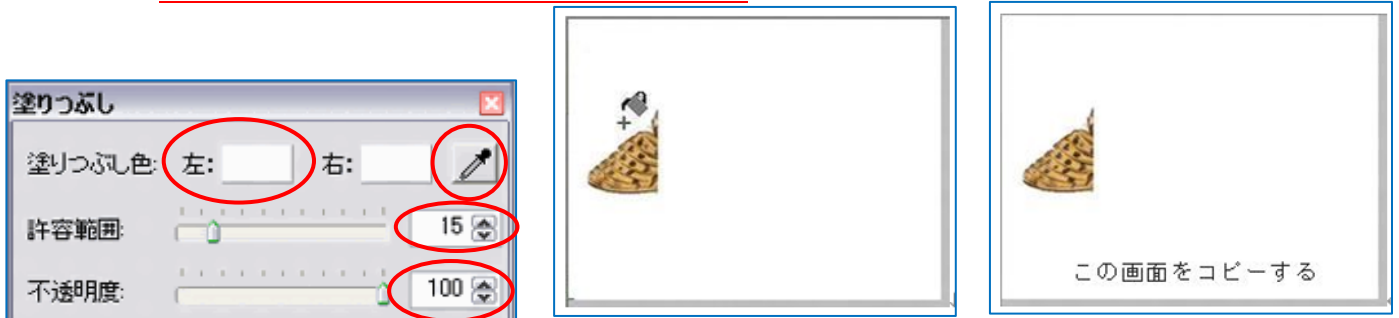 塗りつぶし
塗りつぶし色: 左: 右:
許容範囲: 15
不透明度: 100
この画面をコピーする